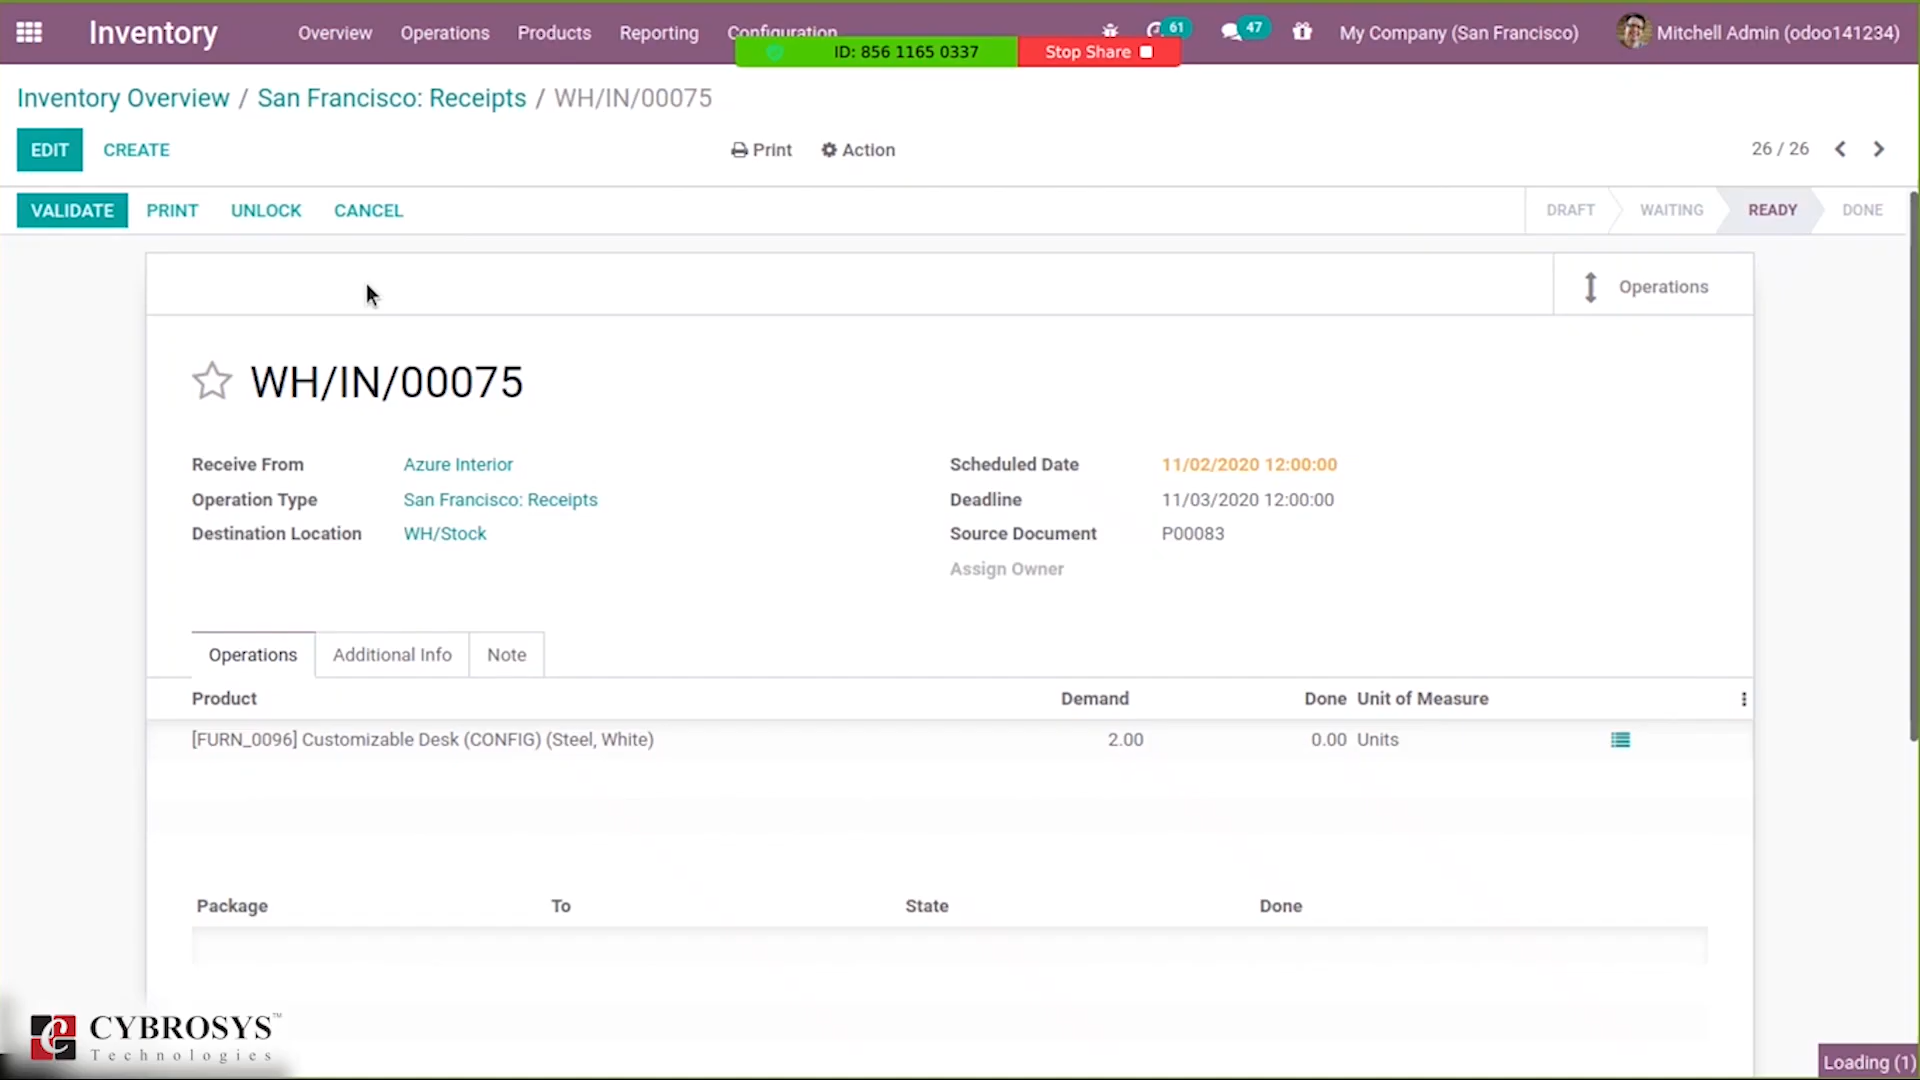 Inventory Overview Operations Products Reporting Configuration 61 47 My Company (San Francisco) Mitchell Admin (odoo141234)
ID: 856 1165 0337 Stop Share
Inventory Overview / San Francisco: Receipts / WH/IN/00075
EDIT CREATE Print Action 26 / 26
VALIDATE PRINT UNLOCK CANCEL DRAFT WAITING READY DONE
Operations
WH/IN/00075
Receive From Azure Interior Scheduled Date 11/02/2020 12:00:00
Operation Type San Francisco: Receipts Deadline 11/03/2020 12:00:00
Destination Location WH/Stock Source Document P00083
Assign Owner
Operations Additional Info Note
Product Demand Done Unit of Measure
[FURN_0096] Customizable Desk (CONFIG) (Steel, White) 2.00 0.00 Units
Package To State Done
CYBROSYS™
Technologies
Loading (1)